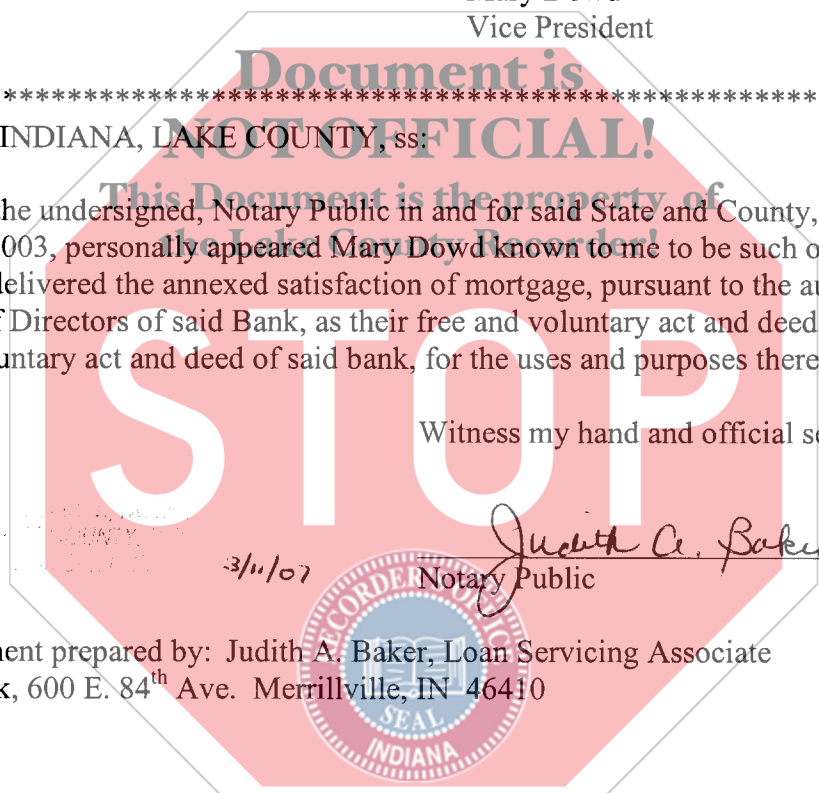 Vice President
Document is
*****************************************************
INDIANA, LAKE COUNTY, ss:
NOT OFFICIAL!
This Document is the property of
he undersigned, Notary Public in and for said State and County,
the Lake County Recorder!
003, personally appeared Mary Dowd known to me to be such o
delivered the annexed satisfaction of mortgage, pursuant to the au
f Directors of said Bank, as their free and voluntary act and deed
untary act and deed of said bank, for the uses and purposes there
STOP
Witness my hand and official se
Judith A. Baker
3/11/07
Notary Public
RECORDER'S OFFICE
ent prepared by: Judith A. Baker, Loan Servicing Associate
k, 600 E. 84th Ave. Merrillville, IN 46410
SEAL
INDIANA